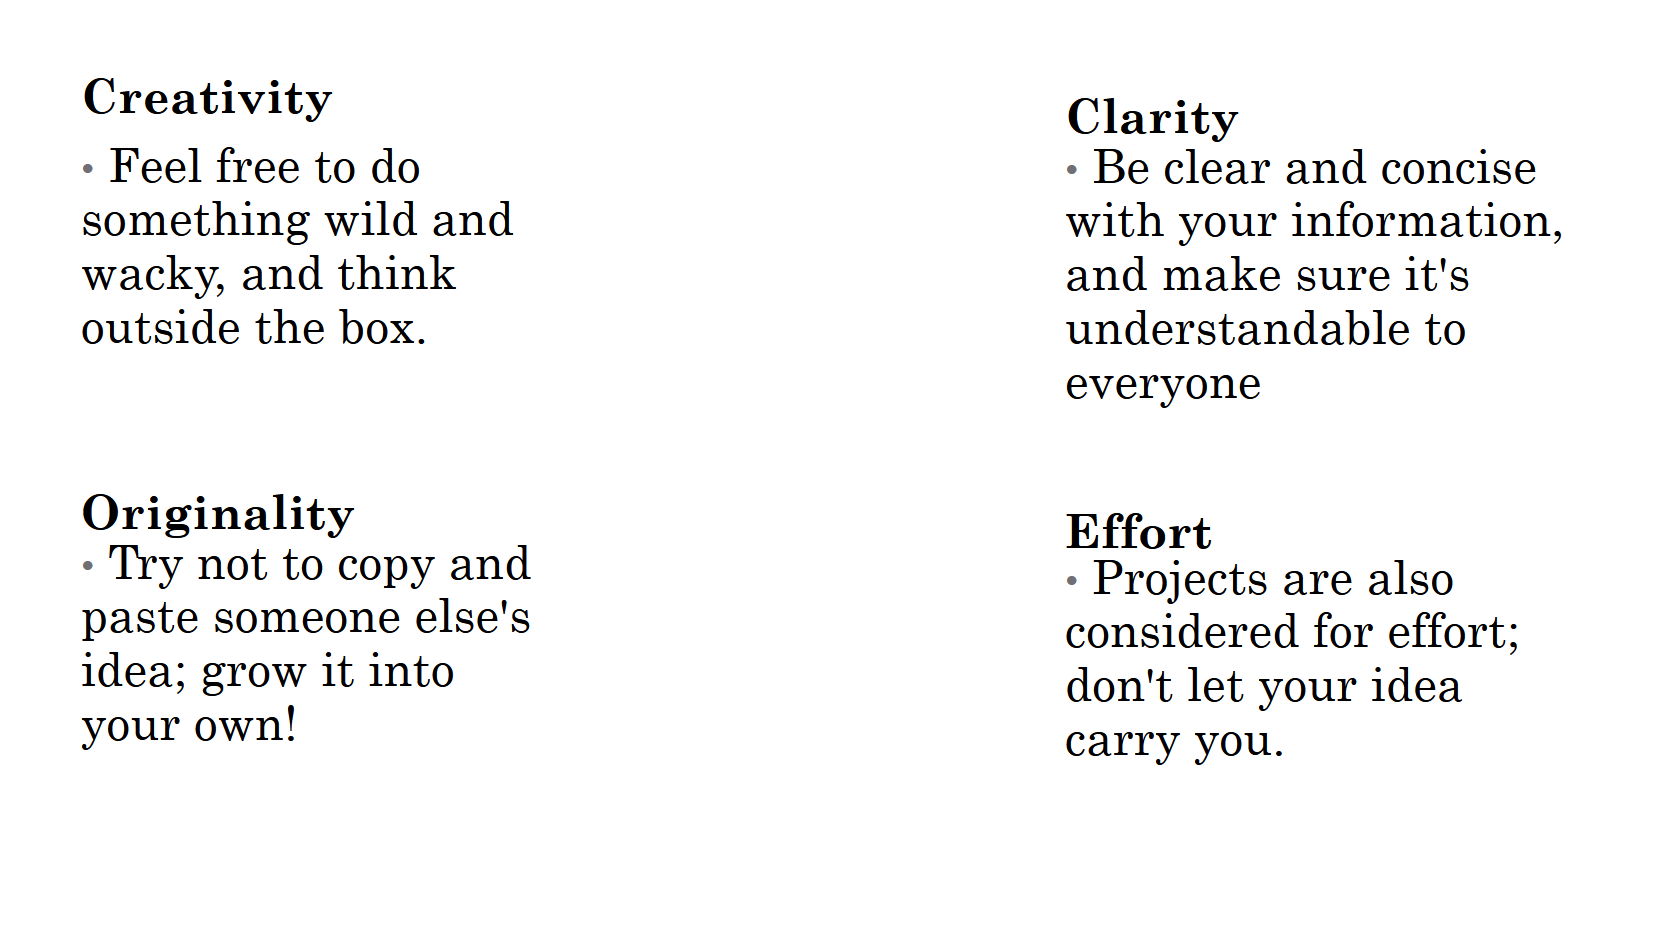 Creativity
• Feel free to do
something wild and
wacky, and think
outside the box.
Originality
• Try not to copy and
paste someone else's
idea; grow it into
your own!
Clarity
• Be clear and concise
with your information,
and make sure it's
understandable to
everyone
Effort
• Projects are also
considered for effort;
don't let your idea
carry you.